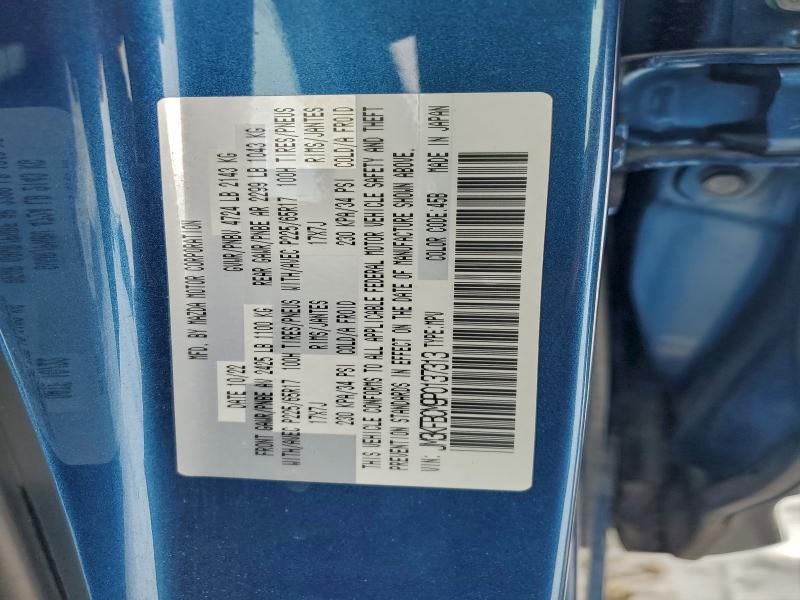 MFD. BY MAZDA MOTOR CORPORATION
DATE 10/22 GVWR/PNBV 4724 LB 2143 KG
FRONT GAWR/PNBE AV 2425 LB 1100 KG REAR GAWR/PNBE AR 2299 LB 1043 KG
WITH/AVEC P225/65R17 100H TIRES/PNEUS WITH/AVEC P225/65R17 100H TIRES/PNEUS
17X7J RIMS/JANTES 17X7J RIMS/JANTES
230 KPA/34 PSI COLD/A FROID 230 KPA/34 PSI COLD/A FROID
THIS VEHICLE CONFORMS TO ALL APPLICABLE FEDERAL MOTOR VEHICLE SAFETY AND THEFT
PREVENTION STANDARDS IN EFFECT ON THE DATE OF MANUFACTURE SHOWN ABOVE.
VIN: TYPE:MPV COLOR CODE:45B MADE IN JAPAN